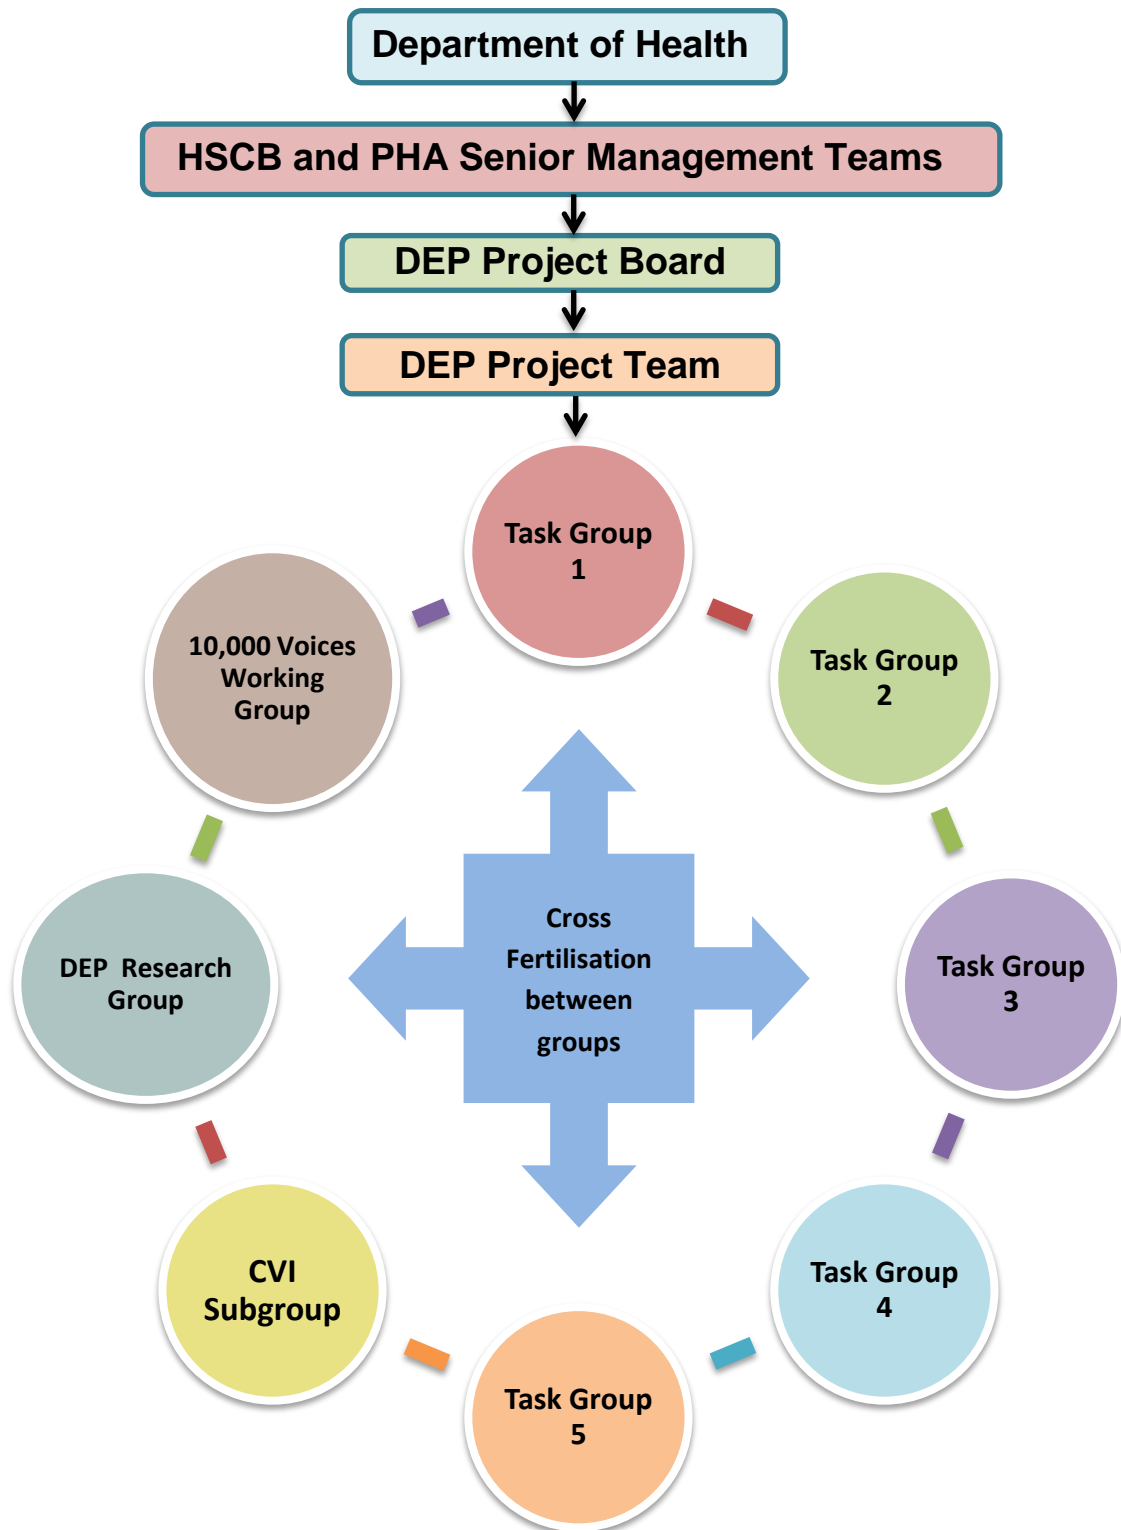 Department of Health
HSCB and PHA Senior Management Teams
DEP Project Board
DEP Project Team
Task Group
1
10,000 Voices
Working
Group
Task Group
2
Cross
Fertilisation
between
groups
DEP Research
Group
Task Group
3
CVI
Subgroup
Task Group
4
Task Group
5